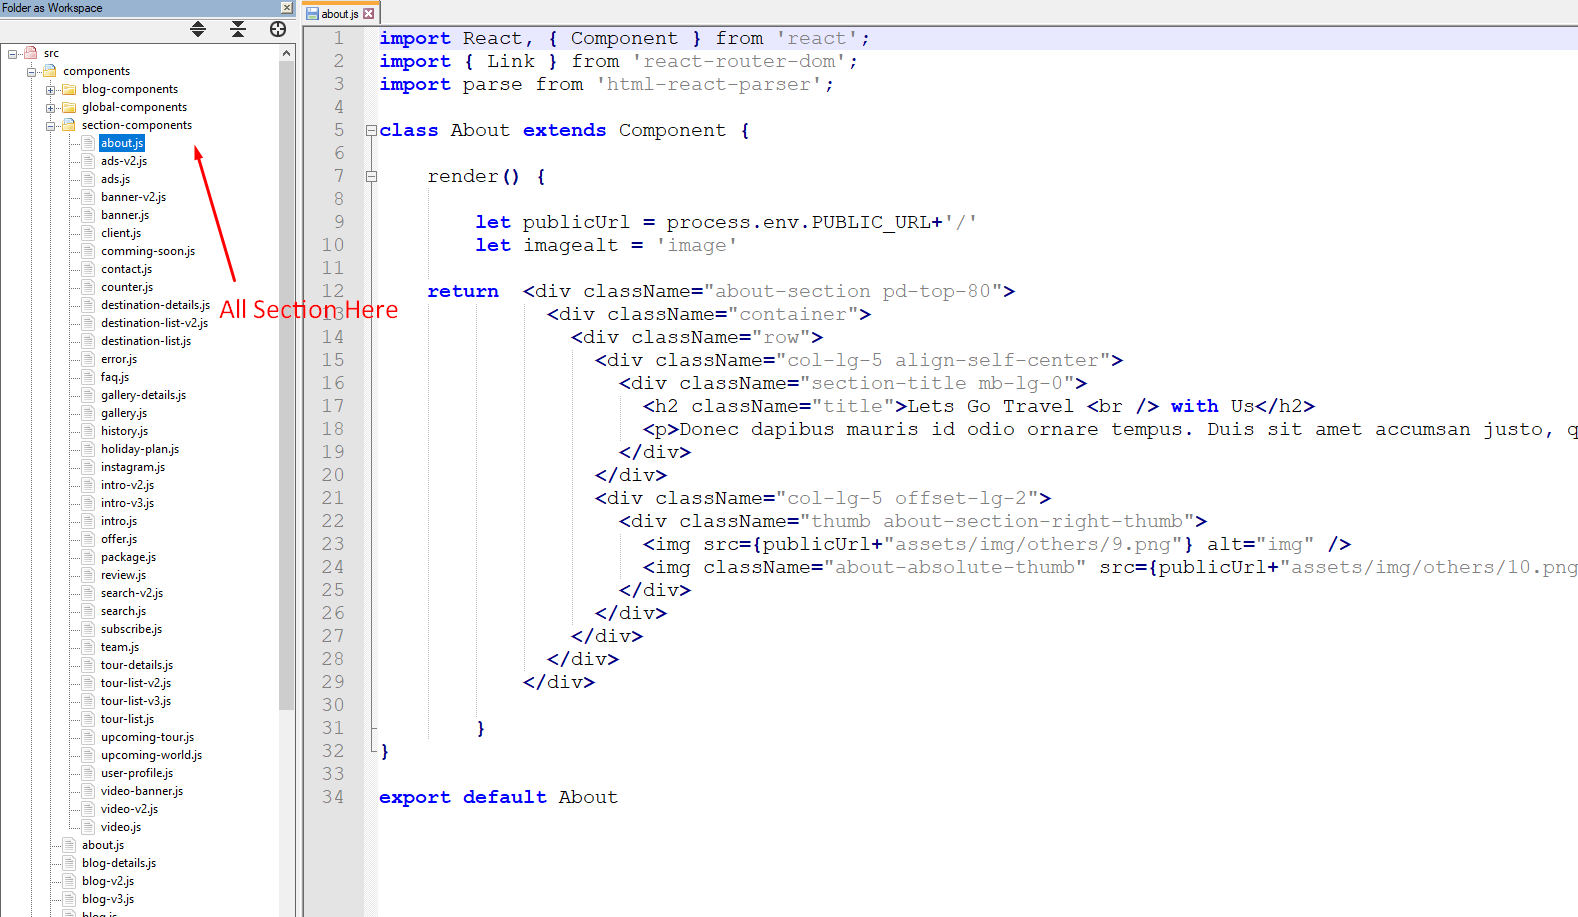 Folder as Workspace
src
components
blog-components
global-components
section-components
about.js
ads-v2.js
ads.js
banner-v2.js
banner.js
client.js
comming-soon.js
contact.js
counter.js
destination-details.js
destination-list-v2.js
destination-list.js
error.js
faq.js
gallery-details.js
gallery.js
history.js
holiday-plan.js
instagram.js
intro-v2.js
intro-v3.js
intro.js
offer.js
package.js
review.js
search-v2.js
search.js
subscribe.js
team.js
tour-details.js
tour-list-v2.js
tour-list-v3.js
tour-list.js
upcoming-tour.js
upcoming-world.js
user-profile.js
video-banner.js
video-v2.js
video.js
about.js
blog-details.js
blog-v2.js
blog-v3.js
blog.js
All Section Here
about.js
1 import React, { Component } from 'react';
2 import { Link } from 'react-router-dom';
3 import parse from 'html-react-parser';
4
5 class About extends Component {
6
7 render() {
8
9 let publicUrl = process.env.PUBLIC_URL+'/'
10 let imagealt = 'image'
11
12 return <div className="about-section pd-top-80">
13 <div className="container">
14 <div className="row">
15 <div className="col-lg-5 align-self-center">
16 <div className="section-title mb-lg-0">
17 <h2 className="title">Lets Go Travel <br /> with Us</h2>
18 <p>Donec dapibus mauris id odio ornare tempus. Duis sit amet accumsan justo, q
19 </div>
20 </div>
21 <div className="col-lg-5 offset-lg-2">
22 <div className="thumb about-section-right-thumb">
23 <img src={publicUrl+"assets/img/others/9.png"} alt="img" />
24 <img className="about-absolute-thumb" src={publicUrl+"assets/img/others/10.png
25 </div>
26 </div>
27 </div>
28 </div>
29 </div>
30
31 }
32 }
33
34 export default About